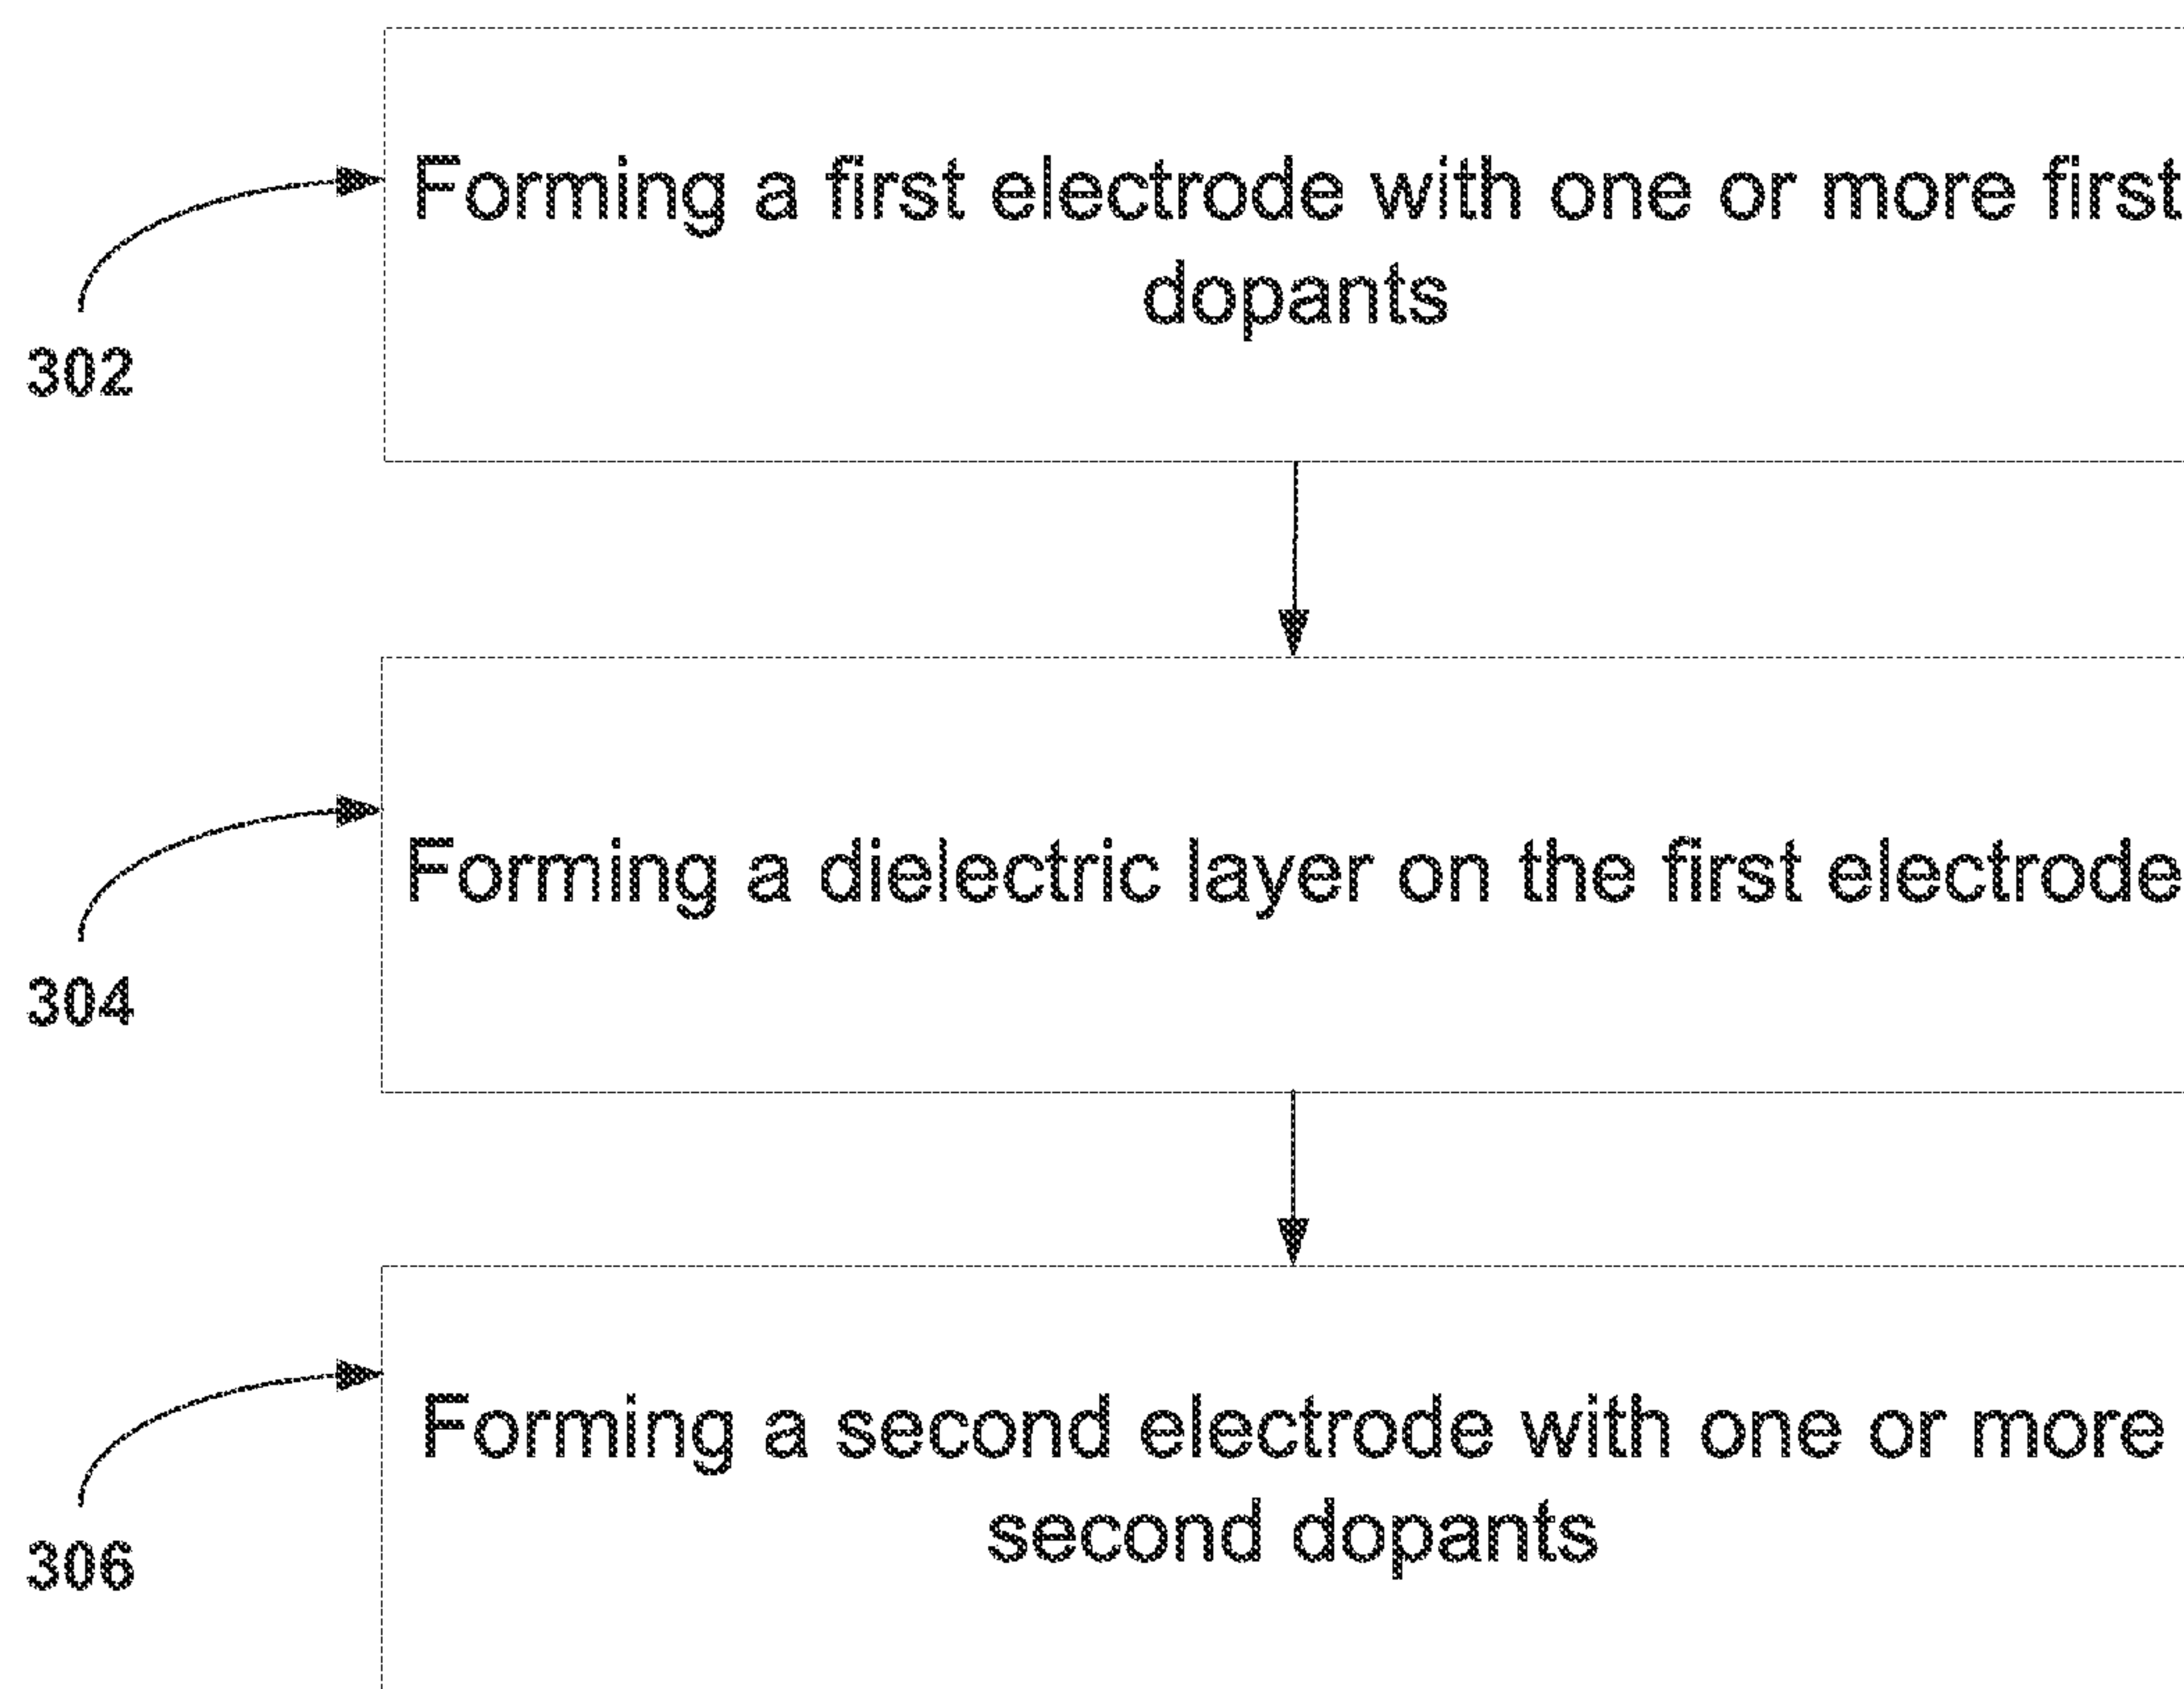 Forming a first electrode with one or more first
dopants
302
Forming a dielectric layer on the first electrode
304
Forming a second electrode with one or more
second dopants
306